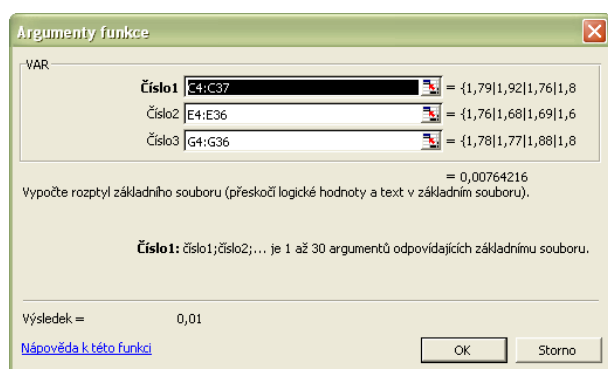 Argumenty funkce
VAR
Číslo1 C4:C37 = {1,79|1,92|1,76|1,8
Číslo2 E4:E36 = {1,76|1,68|1,69|1,6
Číslo3 G4:G36 = {1,78|1,77|1,88|1,8
= 0,00764216
Vypočte rozptyl základního souboru (přeskočí logické hodnoty a text v základním souboru).
Číslo1: číslo1;číslo2;... je 1 až 30 argumentů odpovídajících základnímu souboru.
Výsledek = 0,01
Nápověda k této funkci OK Storno